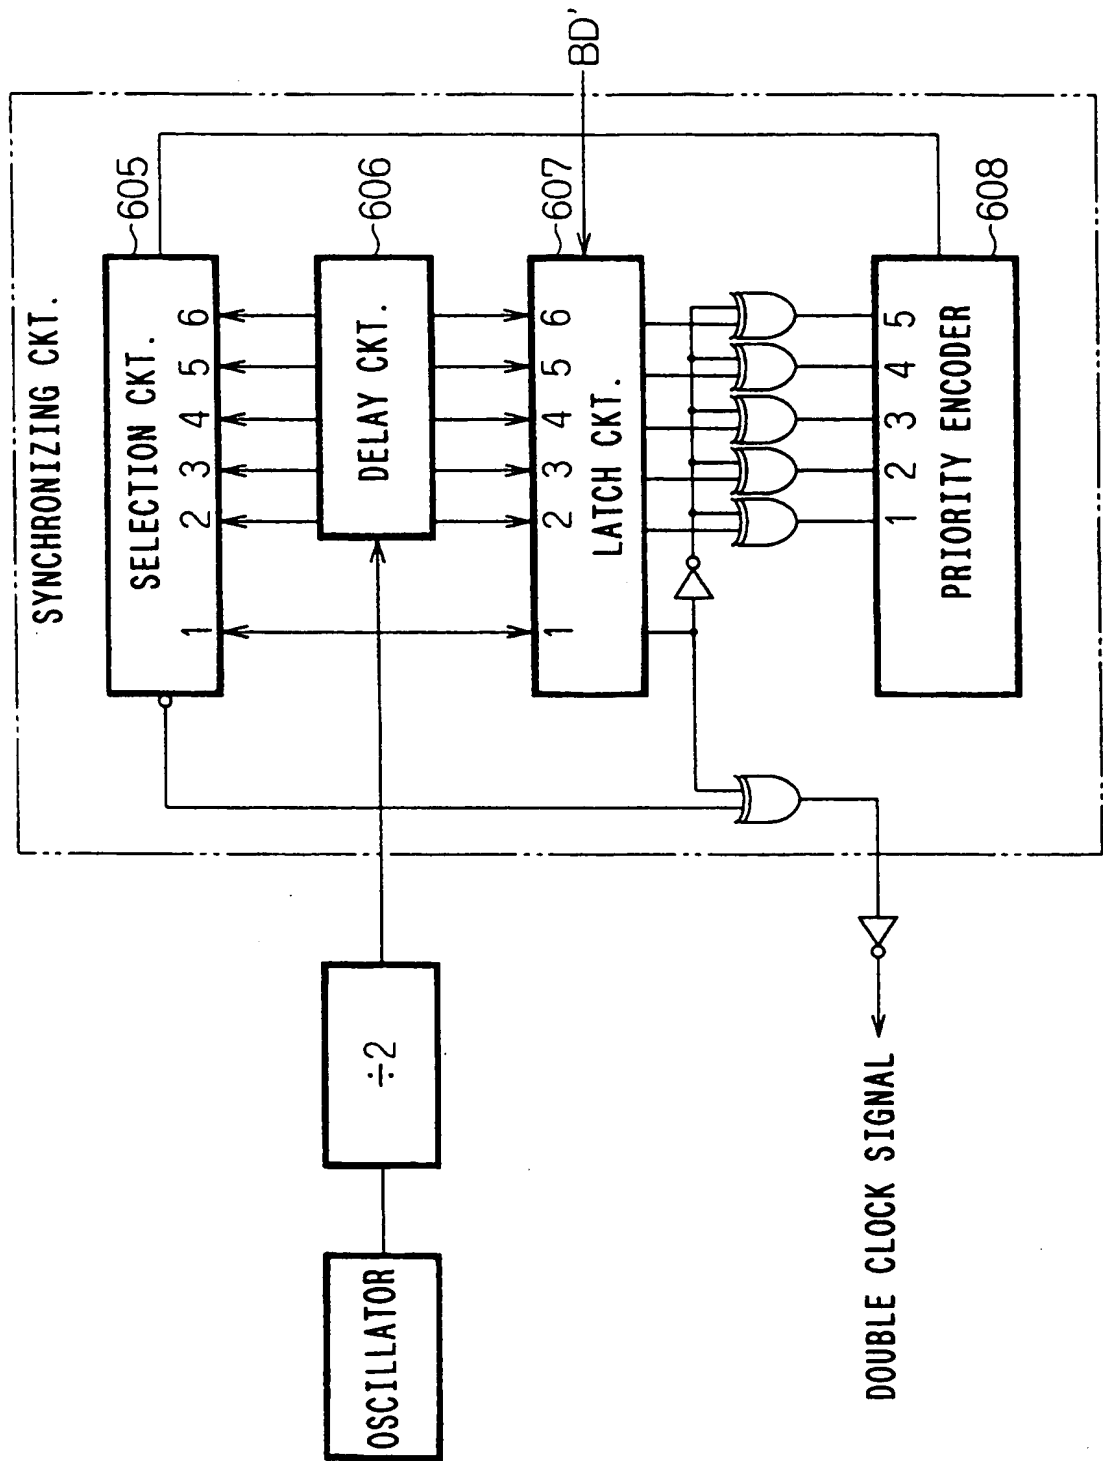 SYNCHRONIZING CKT.
605
SELECTION CKT.
1 2 3 4 5 6
606
DELAY CKT.
607
BD'
1 2 3 4 5 6
LATCH CKT.
608
1 2 3 4 5
PRIORITY ENCODER
OSCILLATOR
÷2
DOUBLE CLOCK SIGNAL